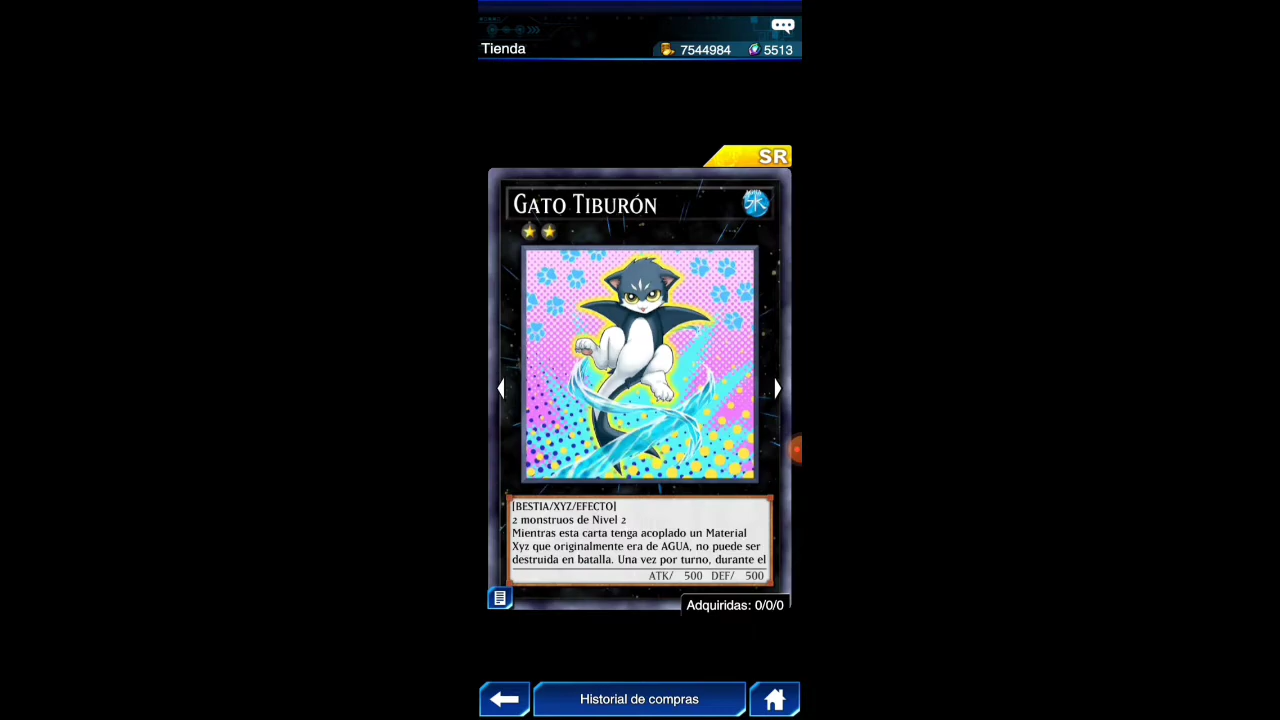 Tienda
7544984
5513
SR
GATO TIBURÓN
AGUA
水
[BESTIA/XYZ/EFECTO]
2 monstruos de Nivel 2
Mientras esta carta tenga acoplado un Material
Xyz que originalmente era de AGUA, no puede ser
destruida en batalla. Una vez por turno, durante el
ATK/ 500 DEF/ 500
Adquiridas: 0/0/0
Historial de compras